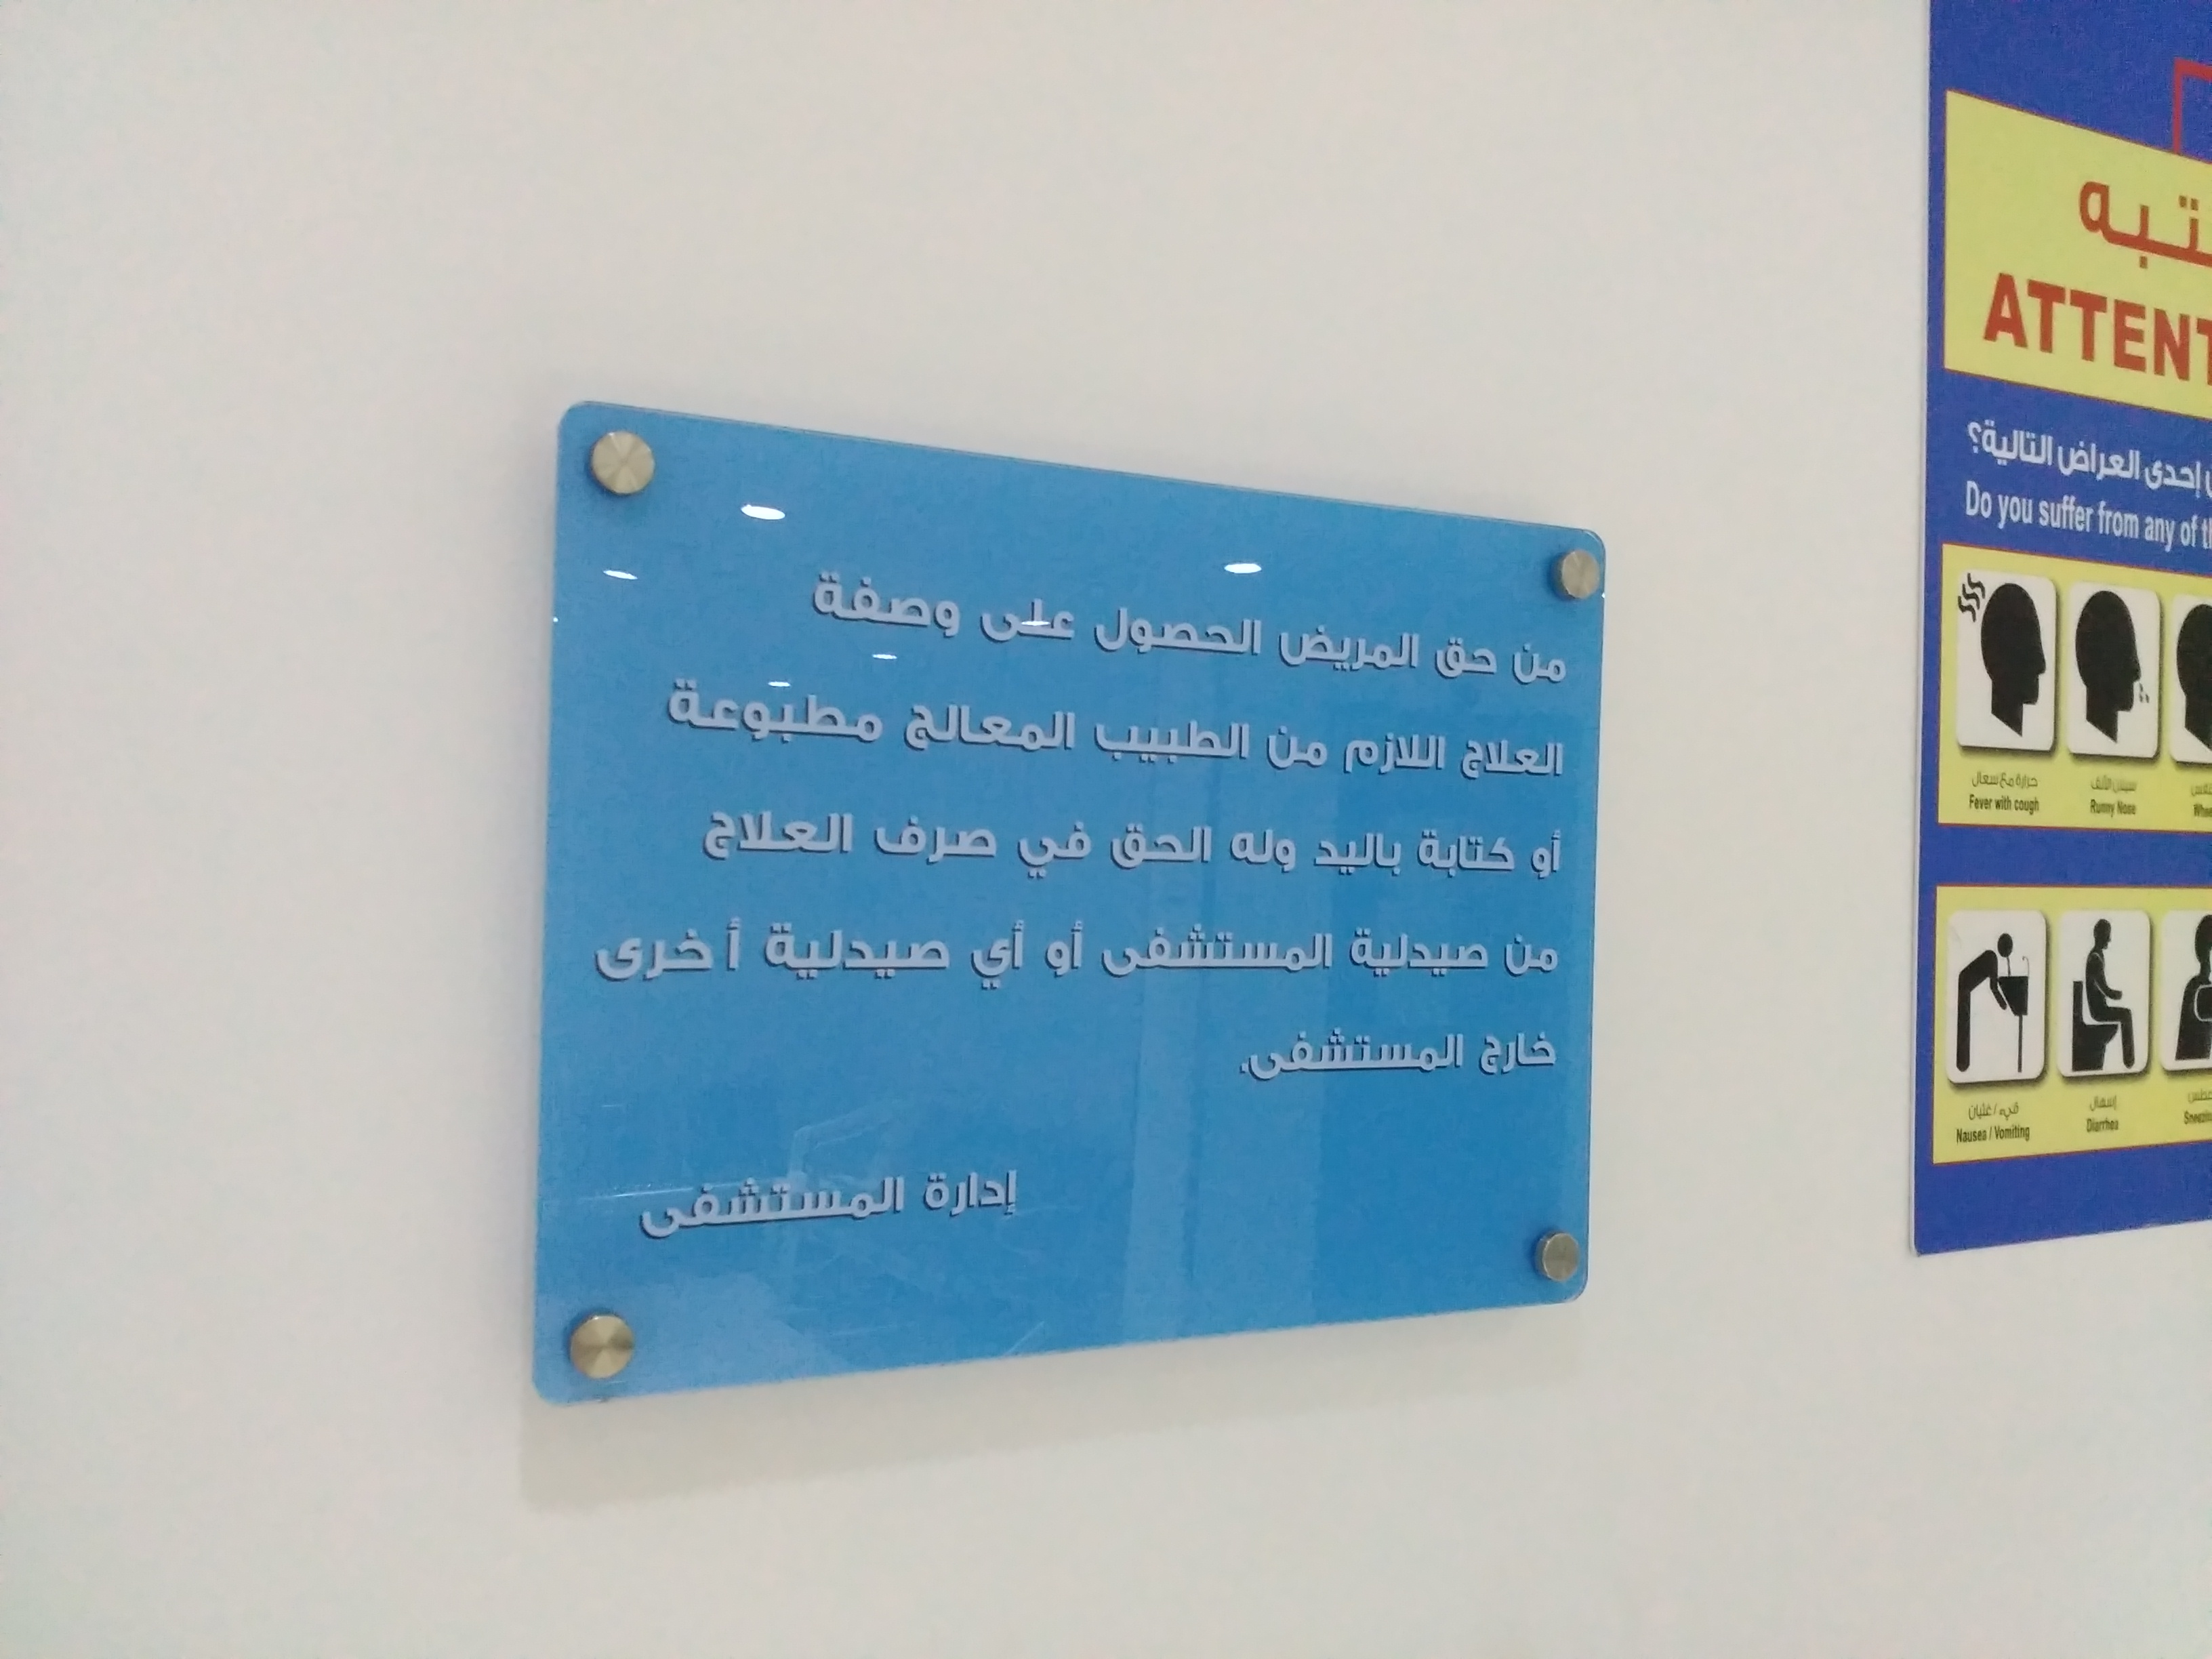 من حق المريض الحصول على وصفة
العلاج اللازم من الطبيب المعالج مطبوعة
أو كتابة باليد وله الحق في صرف العلاج
من صيدلية المستشفى أو أي صيدلية أخرى
خارج المستشفى.
إدارة المستشفى
ATTENT
إحدى العراض التالية؟
Do you suffer from any of
حرارة مع سعال
Fever with cough
سيلان الأنف
Runny Nose
قيء / غثيان
Nausea / Vomiting
إسهال
Diarrhea